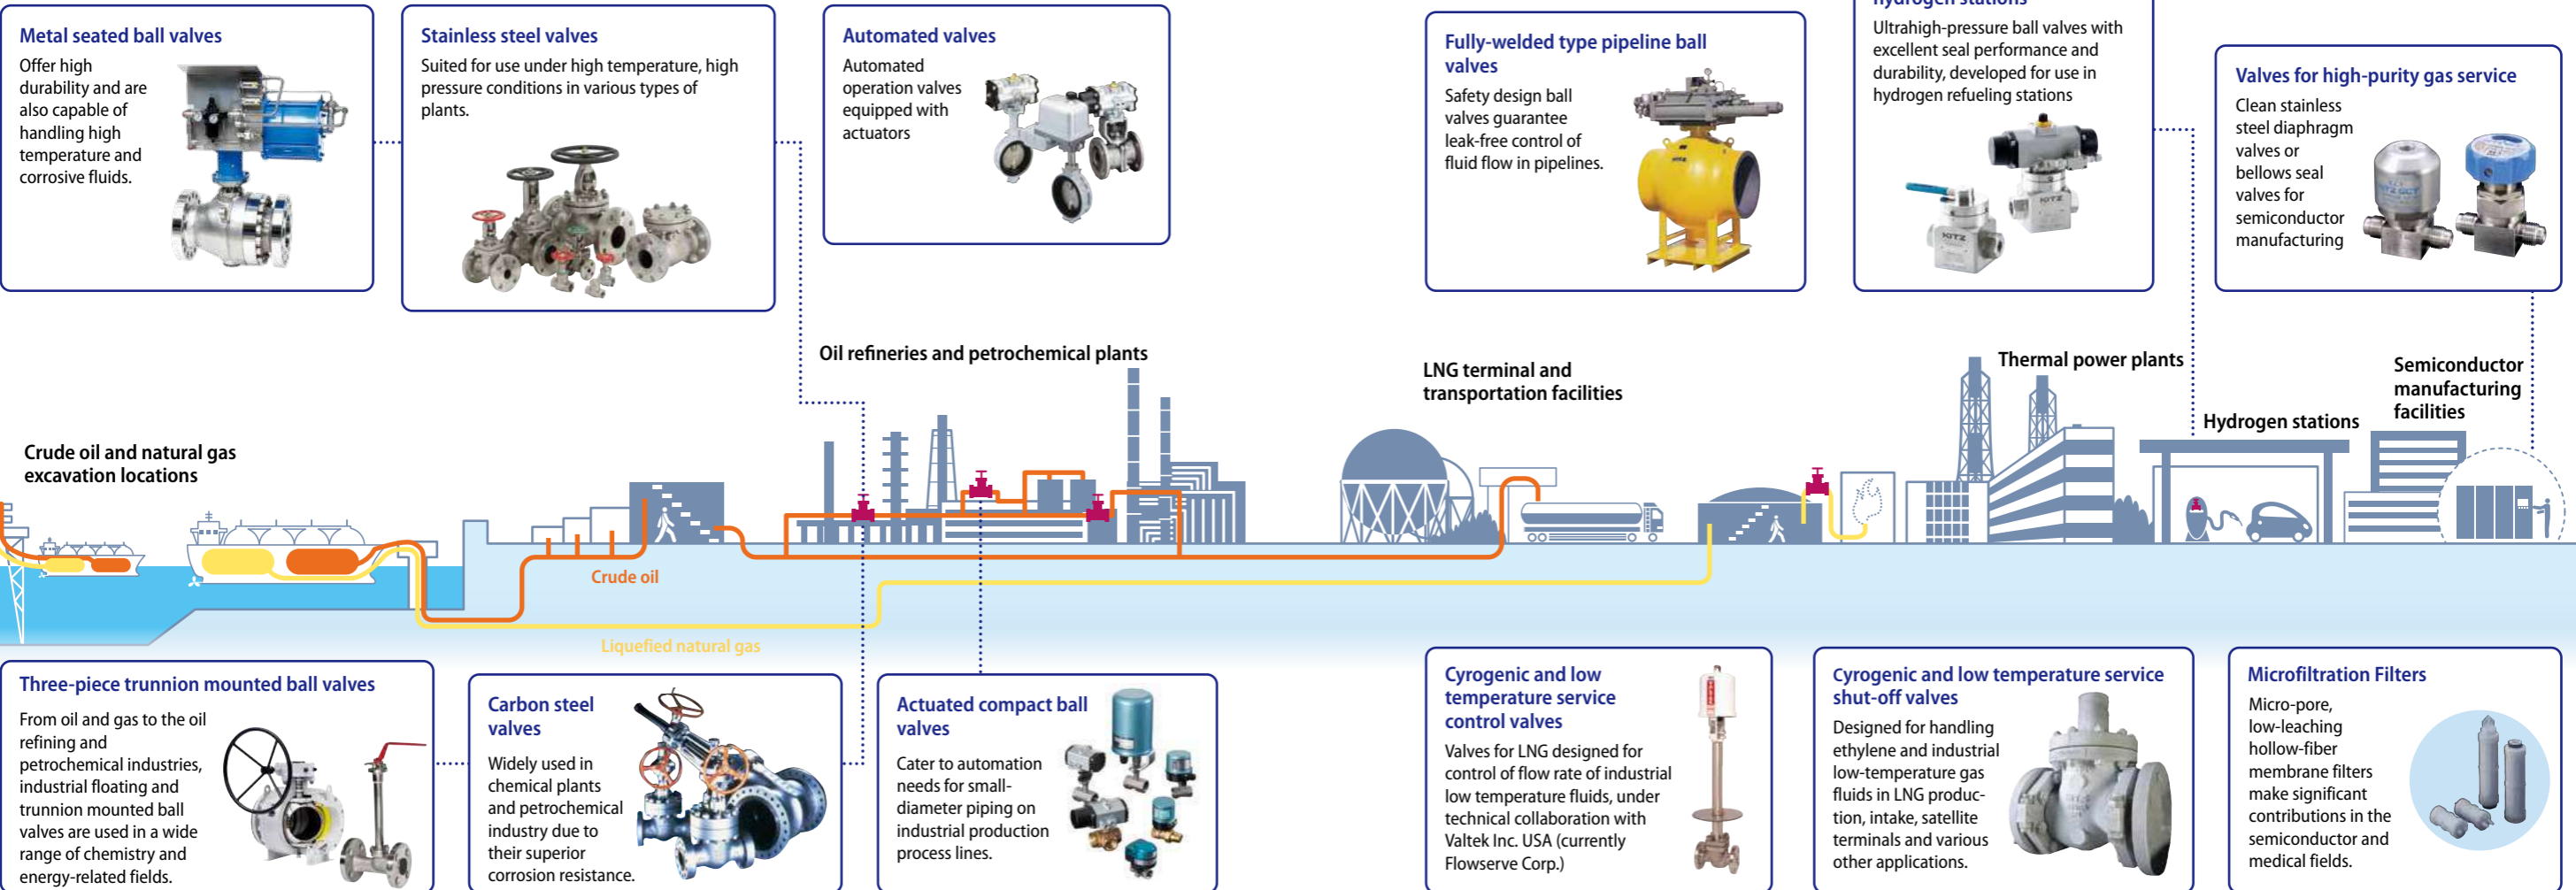 Metal seated ball valves
Offer high
durability and are
also capable of
handling high
temperature and
corrosive fluids.
Stainless steel valves
Suited for use under high temperature, high
pressure conditions in various types of
plants.
Automated valves
Automated
operation valves
equipped with
actuators
Fully-welded type pipeline ball
valves
Safety design ball
valves guarantee
leak-free control of
fluid flow in pipelines.
hydrogen stations
Ultrahigh-pressure ball valves with
excellent seal performance and
durability, developed for use in
hydrogen refueling stations
KITZ
KITZ
Valves for high-purity gas service
Clean stainless
steel diaphragm
valves or
bellows seal
valves for
semiconductor
manufacturing
Oil refineries and petrochemical plants
LNG terminal and
transportation facilities
Thermal power plants
Semiconductor
manufacturing
facilities
Hydrogen stations
Crude oil and natural gas
excavation locations
Crude oil
Liquefied natural gas
Three-piece trunnion mounted ball valves
From oil and gas to the oil
refining and
petrochemical industries,
industrial floating and
trunnion mounted ball
valves are used in a wide
range of chemistry and
energy-related fields.
Carbon steel
valves
Widely used in
chemical plants
and petrochemical
industry due to
their superior
corrosion resistance.
Actuated compact ball
valves
Cater to automation
needs for small-
diameter piping on
industrial production
process lines.
Cyrogenic and low
temperature service
control valves
Valves for LNG designed for
control of flow rate of industrial
low temperature fluids, under
technical collaboration with
Valtek Inc. USA (currently
Flowserve Corp.)
Cyrogenic and low temperature service
shut-off valves
Designed for handling
ethylene and industrial
low-temperature gas
fluids in LNG produc-
tion, intake, satellite
terminals and various
other applications.
Microfiltration Filters
Micro-pore,
low-leaching
hollow-fiber
membrane filters
make significant
contributions in the
semiconductor and
medical fields.